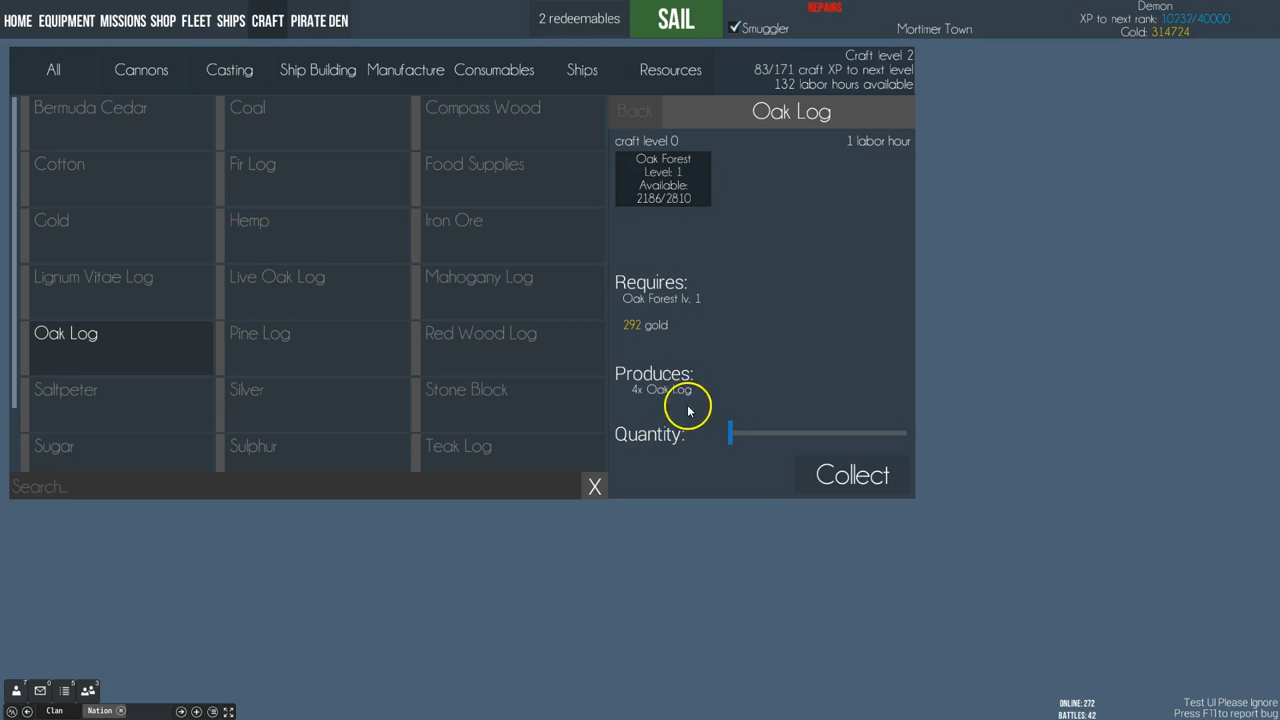 HOME EQUIPMENT MISSIONS SHOP FLEET SHIPS CRAFT PIRATE DEN
2 redeemables
SAIL
REPAIRS
Smuggler
Mortimer Town
Demon
XP to next rank: 10232/40000
Gold: 314724
All Cannons Casting Ship Building Manufacture Consumables Ships Resources
Craft level 2
83/171 craft XP to next level
132 labor hours available
Bermuda Cedar Coal Compass Wood
Cotton Fir Log Food Supplies
Gold Hemp Iron Ore
Lignum Vitae Log Live Oak Log Mahogany Log
Oak Log Pine Log Red Wood Log
Saltpeter Silver Stone Block
Sugar Sulphur Teak Log
Search...
X
Back
Oak Log
craft level 0
1 labor hour
Oak Forest
Level: 1
Available:
2186/2810
Requires:
Oak Forest lv. 1
292 gold
Produces:
4x Oak Log
Quantity:
Collect
7 0 5 3
Clan Nation
ONLINE: 272
BATTLES: 42
Test UI Please Ignore
Press F11 to report bug